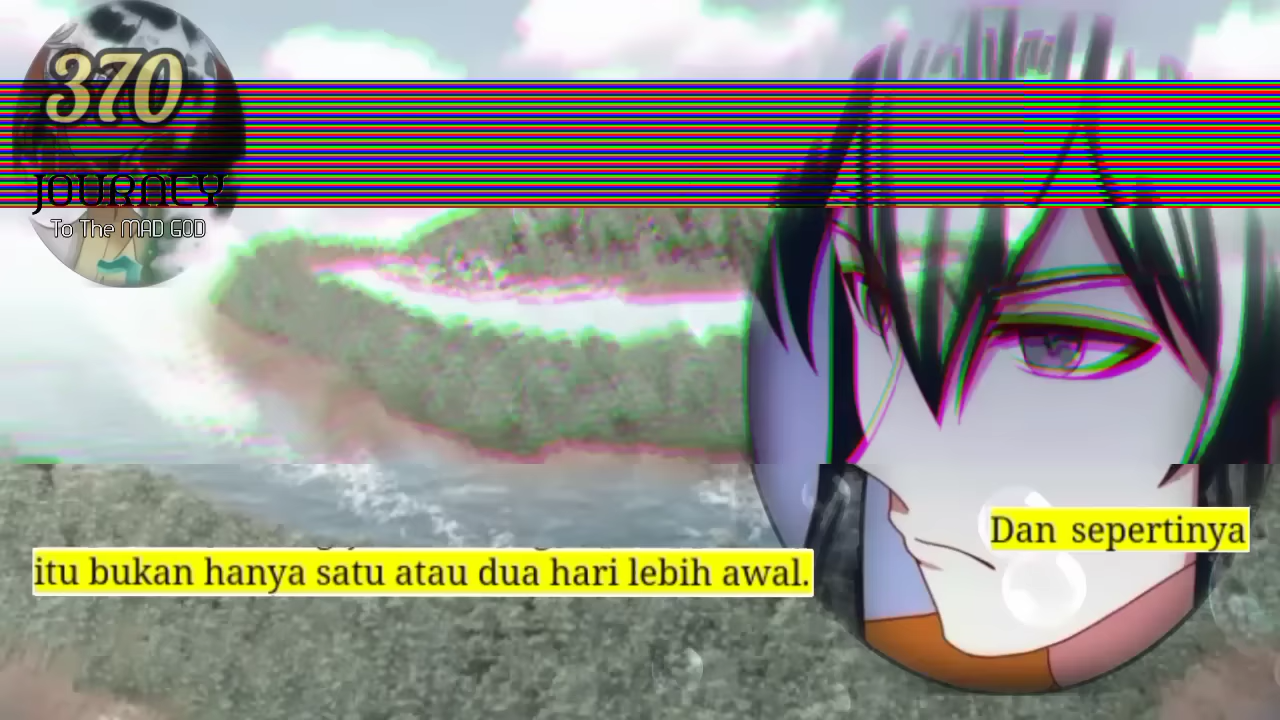 370
JOURNEY
To The MAD GOD
Dan sepertinya
itu bukan hanya satu atau dua hari lebih awal.